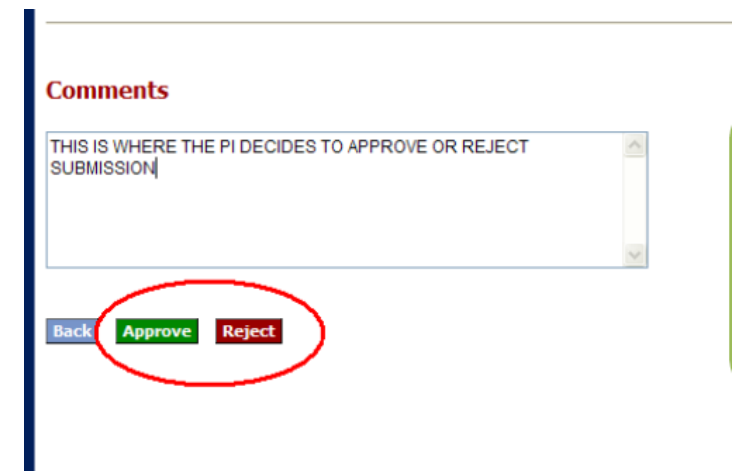 Comments
THIS IS WHERE THE PI DECIDES TO APPROVE OR REJECT
SUBMISSION
Back Approve Reject